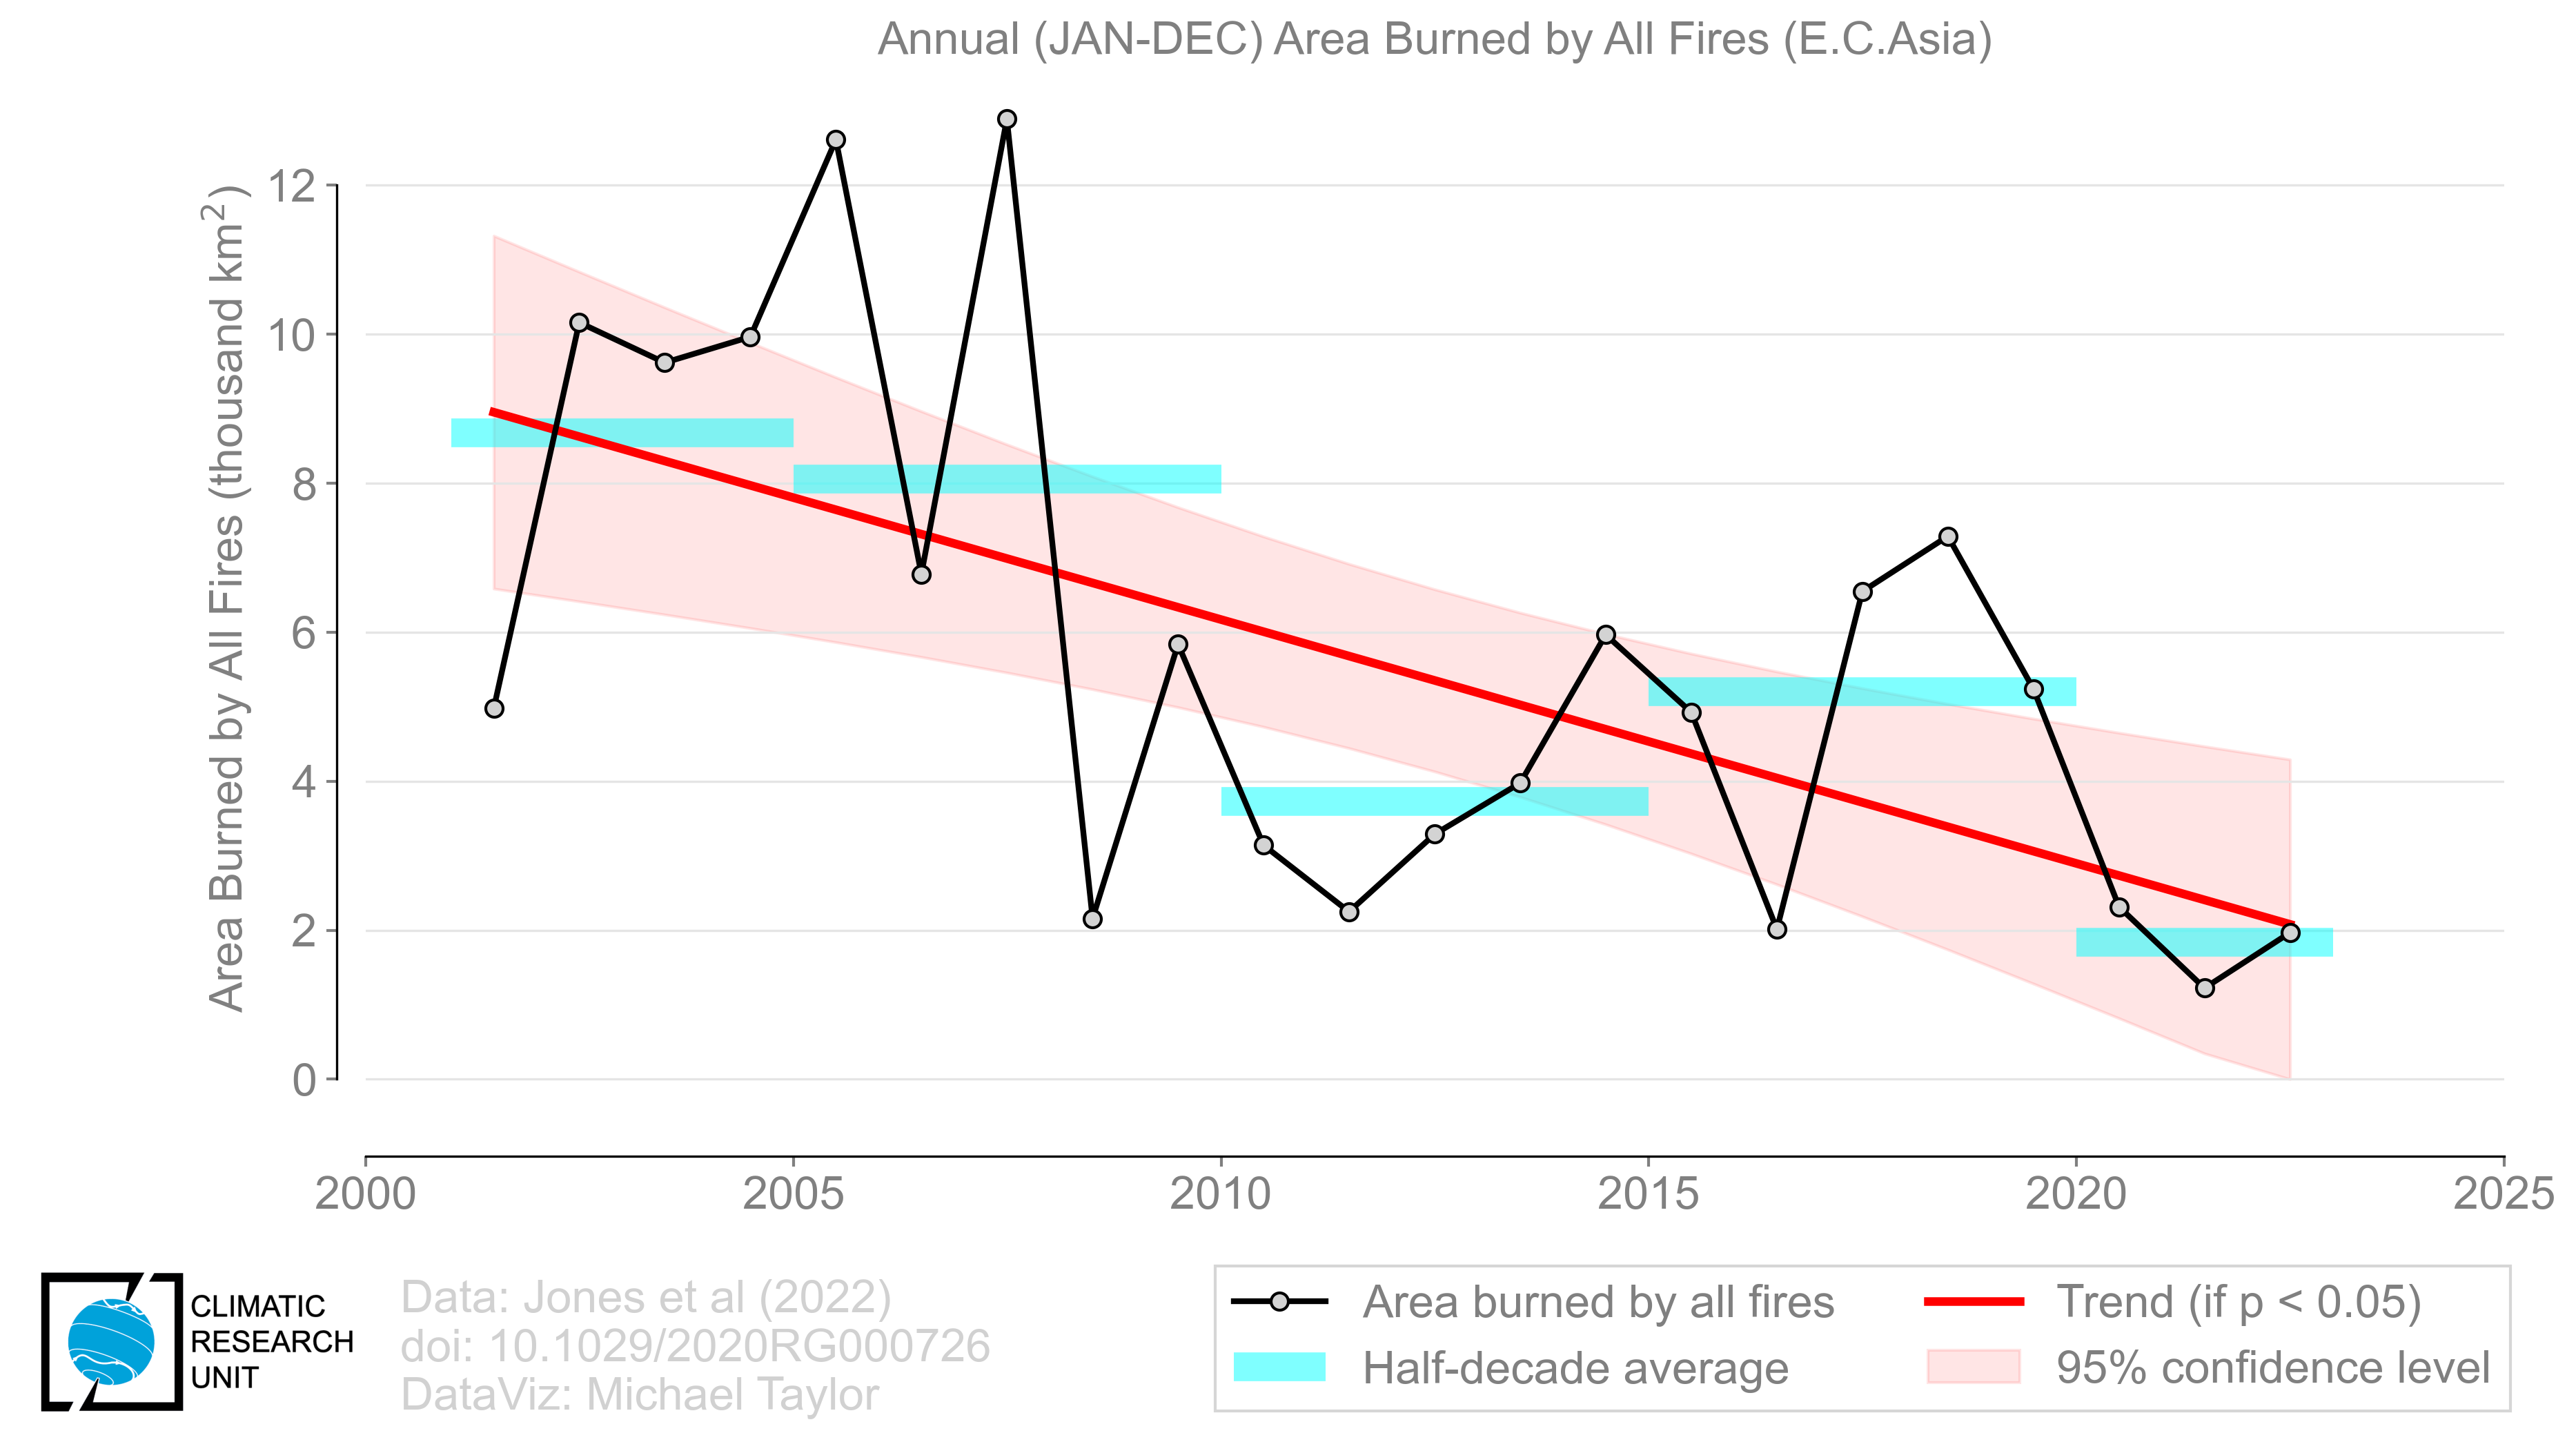 Annual (JAN-DEC) Area Burned by All Fires (E.C.Asia)
Area Burned by All Fires (thousand km²)
12
10
8
6
4
2
0
2000 2005 2010 2015 2020 2025
CLIMATIC
RESEARCH
UNIT
Data: Jones et al (2022)
doi: 10.1029/2020RG000726
DataViz: Michael Taylor
Area burned by all fires
Half-decade average
Trend (if p < 0.05)
95% confidence level